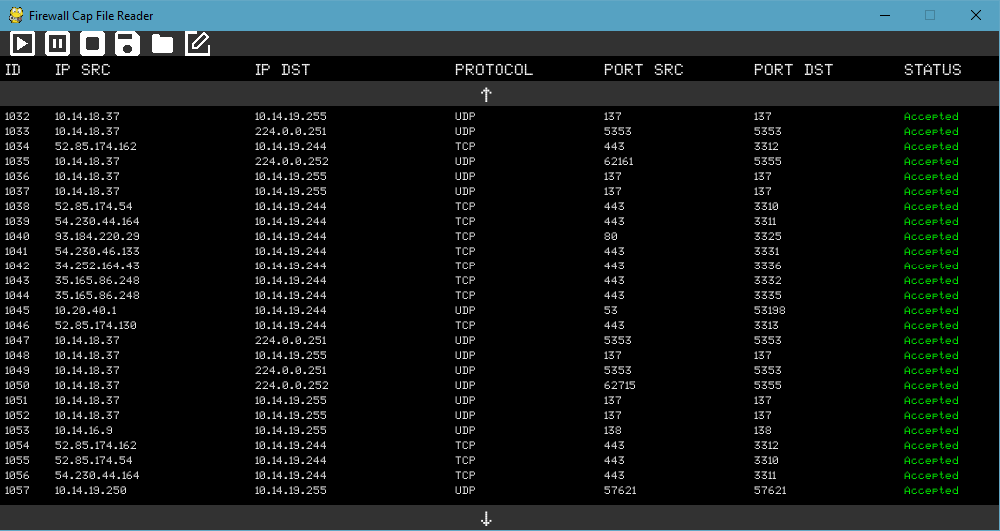 Firewall Cap File Reader
ID IP SRC IP DST PROTOCOL PORT SRC PORT DST STATUS
1032 10.14.18.37 10.14.19.255 UDP 137 137 Accepted
1033 10.14.18.37 224.0.0.251 UDP 5353 5353 Accepted
1034 52.85.174.162 10.14.19.244 TCP 443 3312 Accepted
1035 10.14.18.37 224.0.0.252 UDP 62161 5355 Accepted
1036 10.14.18.37 10.14.19.255 UDP 137 137 Accepted
1037 10.14.18.37 10.14.19.255 UDP 137 137 Accepted
1038 52.85.174.54 10.14.19.244 TCP 443 3310 Accepted
1039 54.230.44.164 10.14.19.244 TCP 443 3311 Accepted
1040 93.184.220.29 10.14.19.244 TCP 80 3325 Accepted
1041 54.230.46.133 10.14.19.244 TCP 443 3331 Accepted
1042 34.252.164.43 10.14.19.244 TCP 443 3336 Accepted
1043 35.165.86.248 10.14.19.244 TCP 443 3332 Accepted
1044 35.165.86.248 10.14.19.244 TCP 443 3335 Accepted
1045 10.20.40.1 10.14.19.244 UDP 53 53198 Accepted
1046 52.85.174.130 10.14.19.244 TCP 443 3313 Accepted
1047 10.14.18.37 224.0.0.251 UDP 5353 5353 Accepted
1048 10.14.18.37 10.14.19.255 UDP 137 137 Accepted
1049 10.14.18.37 224.0.0.251 UDP 5353 5353 Accepted
1050 10.14.18.37 224.0.0.252 UDP 62715 5355 Accepted
1051 10.14.18.37 10.14.19.255 UDP 137 137 Accepted
1052 10.14.18.37 10.14.19.255 UDP 137 137 Accepted
1053 10.14.16.9 10.14.19.255 UDP 138 138 Accepted
1054 52.85.174.162 10.14.19.244 TCP 443 3312 Accepted
1055 52.85.174.54 10.14.19.244 TCP 443 3310 Accepted
1056 54.230.44.164 10.14.19.244 TCP 443 3311 Accepted
1057 10.14.19.250 10.14.19.255 UDP 57621 57621 Accepted